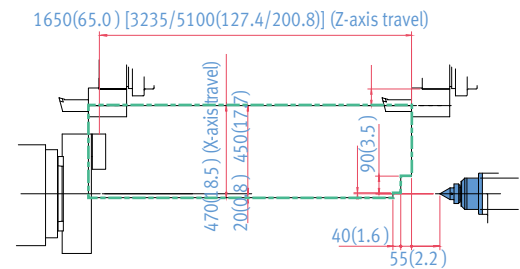 1650(65.0 ) [3235/5100(127.4/200.8)] (Z-axis travel)
470(18.5) (X-axis travel)
450(17.7)
20(0.8)
90(3.5 )
40(1.6 )
55(2.2 )